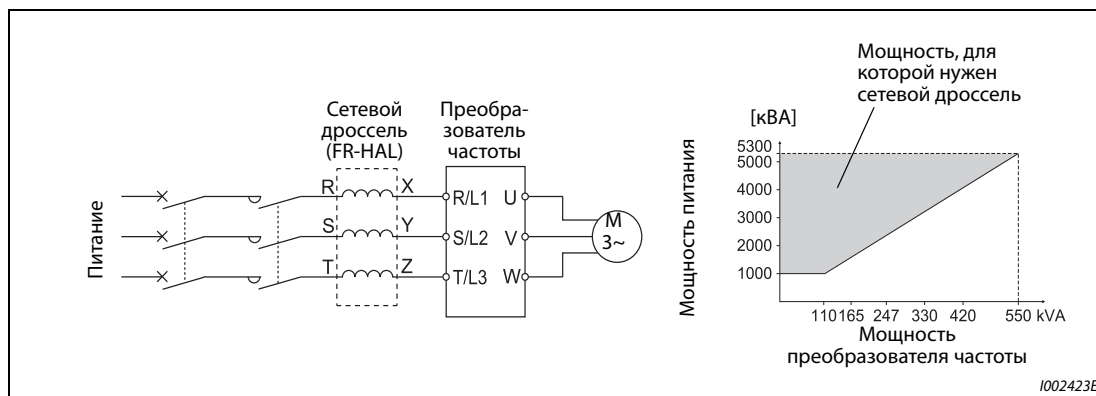 Питание
Сетевой
дроссель
(FR-HAL)
Преобра-
зователь
частоты
R X R/L1 U
S Y S/L2 V
T Z T/L3 W
M
3~
Мощность, для
которой нужен
сетевой дроссель
[кВА]
Мощность питания
5300
5000
4000
3000
2000
1000
110 165 247 330 420 550 kVA
Мощность
преобразователя частоты
I002423E